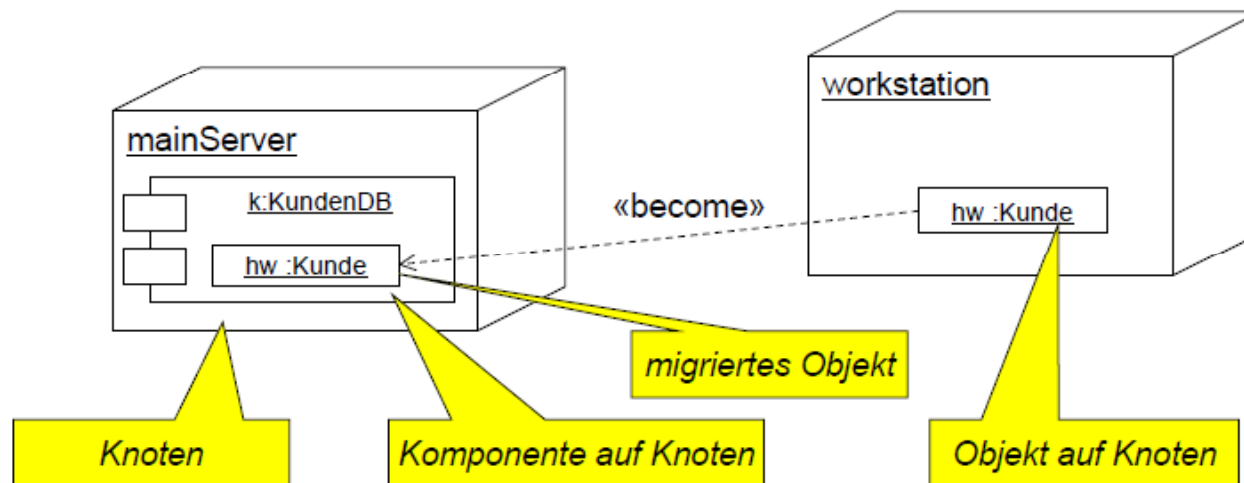 workstation
mainServer
k:KundenDB
«become»
hw :Kunde
hw :Kunde
migriertes Objekt
Knoten
Komponente auf Knoten
Objekt auf Knoten